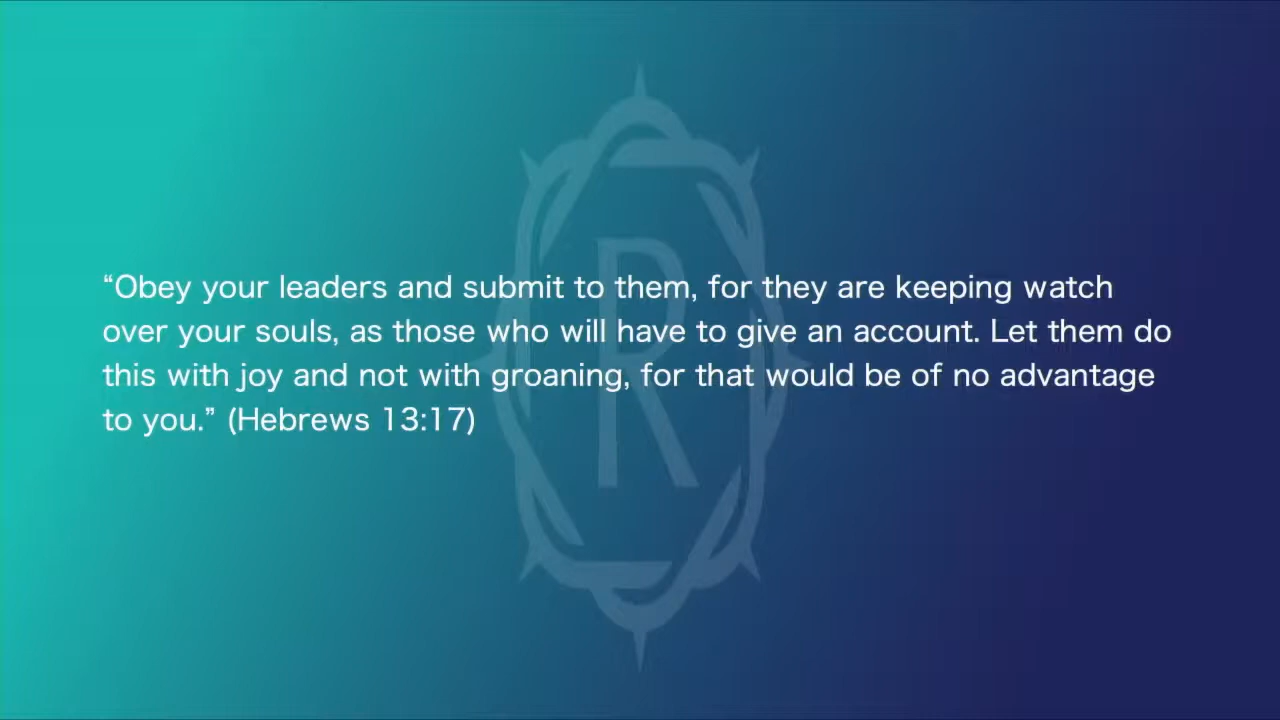 “Obey your leaders and submit to them, for they are keeping watch
over your souls, as those who will have to give an account. Let them do
this with joy and not with groaning, for that would be of no advantage
to you.” (Hebrews 13:17)
R